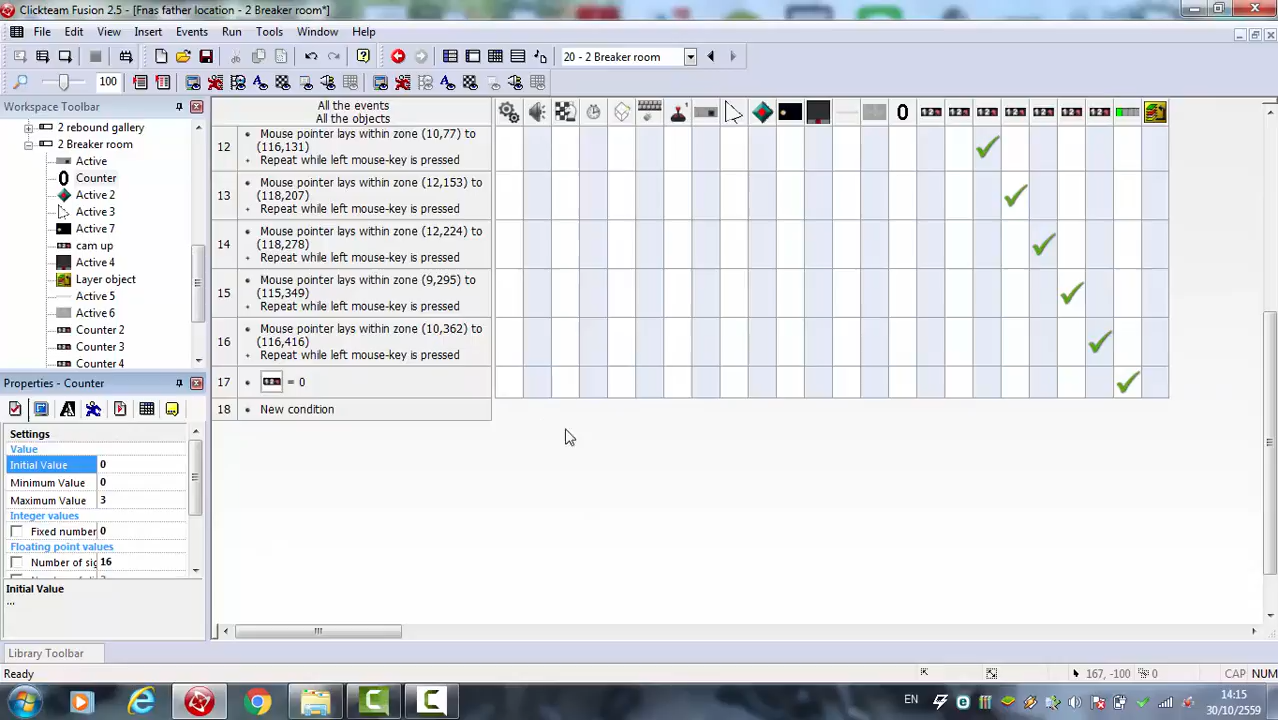 Clickteam Fusion 2.5 - [Fnas father location - 2 Breaker room*]
File Edit View Insert Events Run Tools Window Help
20 - 2 Breaker room
100
Workspace Toolbar
2 rebound gallery
2 Breaker room
Active
Counter
Active 2
Active 3
Active 7
cam up
Active 4
Layer object
Active 5
Active 6
Counter 2
Counter 3
Counter 4
Properties - Counter
Settings
Value
Initial Value 0
Minimum Value 0
Maximum Value 3
Integer values
Fixed number 0
Floating point values
Number of sig 16
Initial Value
...
Library Toolbar
Ready
All the events
All the objects
0
12 Mouse pointer lays within zone (10,77) to
(116,131)
Repeat while left mouse-key is pressed
13 Mouse pointer lays within zone (12,153) to
(118,207)
Repeat while left mouse-key is pressed
14 Mouse pointer lays within zone (12,224) to
(118,278)
Repeat while left mouse-key is pressed
15 Mouse pointer lays within zone (9,295) to
(115,349)
Repeat while left mouse-key is pressed
16 Mouse pointer lays within zone (10,362) to
(116,416)
Repeat while left mouse-key is pressed
17 = 0
18 New condition
167, -100
0
CAP NUM
EN
14:15
30/10/2559